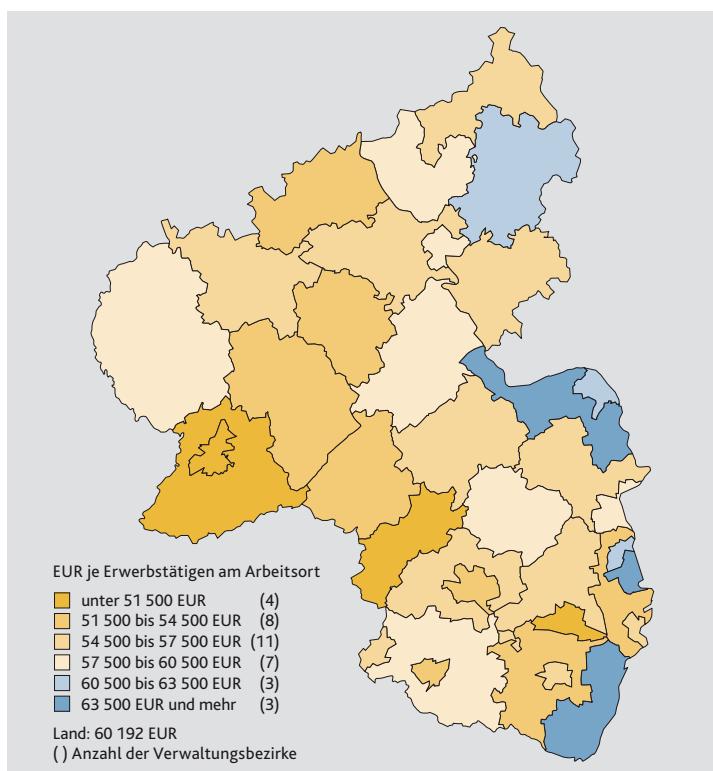 EUR je Erwerbstätigen am Arbeitsort
unter 51 500 EUR (4)
51 500 bis 54 500 EUR (8)
54 500 bis 57 500 EUR (11)
57 500 bis 60 500 EUR (7)
60 500 bis 63 500 EUR (3)
63 500 EUR und mehr (3)
Land: 60 192 EUR
( ) Anzahl der Verwaltungsbezirke